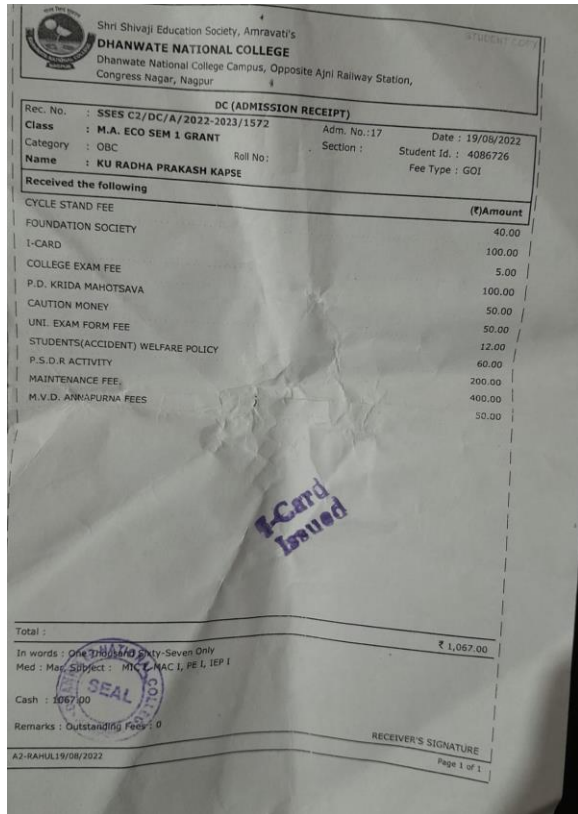 STUDENT COPY
Shri Shivaji Education Society, Amravati's
DHANWATE NATIONAL COLLEGE
Dhanwate National College Campus, Opposite Ajni Railway Station,
Congress Nagar, Nagpur
DC (ADMISSION RECEIPT)
Rec. No. : SSES C2/DC/A/2022-2023/1572 Adm. No.:17 Date : 19/08/2022
Class : M.A. ECO SEM 1 GRANT Section : Student Id. : 4086726
Category : OBC Roll No: Fee Type : GOI
Name : KU RADHA PRAKASH KAPSE
Received the following (₹)Amount
CYCLE STAND FEE 40.00
FOUNDATION SOCIETY 100.00
I-CARD 5.00
COLLEGE EXAM FEE 100.00
P.D. KRIDA MAHOTSAVA 50.00
CAUTION MONEY 50.00
UNI. EXAM FORM FEE 12.00
STUDENTS(ACCIDENT) WELFARE POLICY 60.00
P.S.D.R ACTIVITY 200.00
MAINTENANCE FEE 400.00
M.V.D. ANNAPURNA FEES 50.00
I-Card
Issued
Total : ₹ 1,067.00
In words : One Thousand Sixty-Seven Only
Med : Mar, Subject : MIC I, MAC I, PE I, IEP I
SEAL
Cash : 1067.00
Remarks : Outstanding Fees : 0
RECEIVER'S SIGNATURE
A2-RAHUL19/08/2022 Page 1 of 1